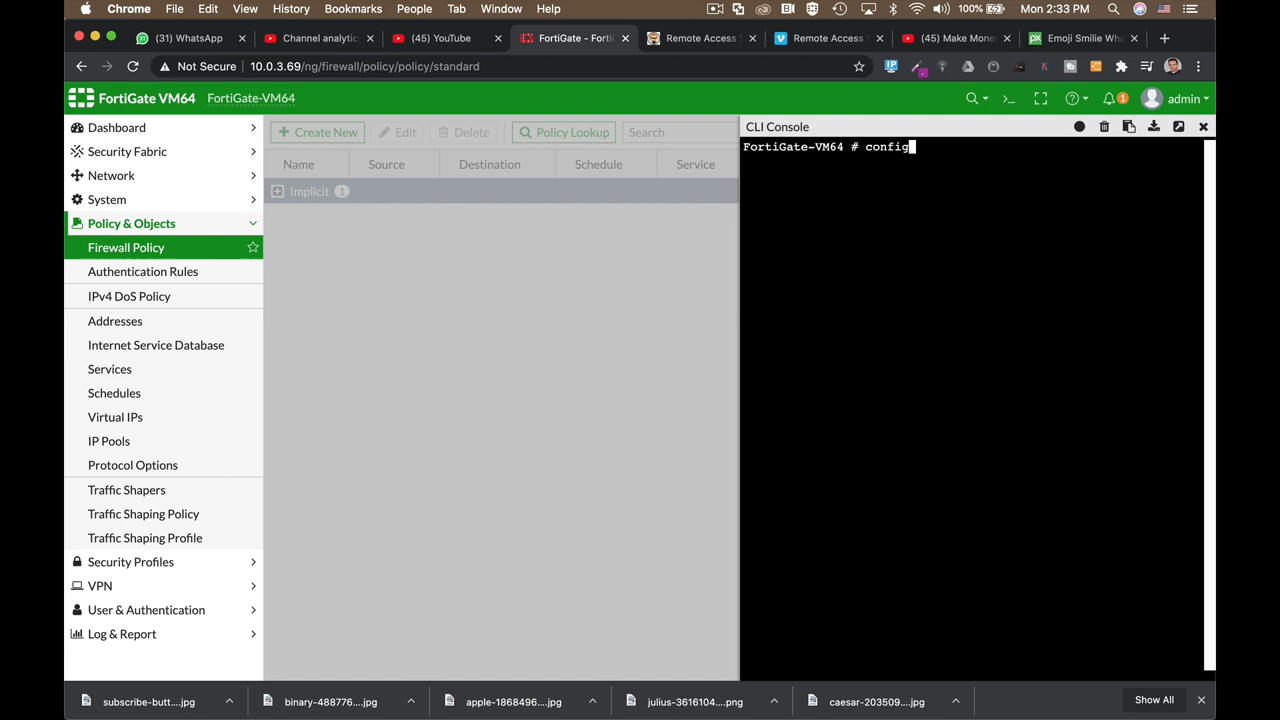 Chrome File Edit View History Bookmarks People Tab Window Help 100% Mon 2:33 PM
(31) WhatsApp Channel analytic (45) YouTube FortiGate - Forti Remote Access Remote Access V (45) Make Mone Emoji Smilie Wha
Not Secure 10.0.3.69/ng/firewall/policy/policy/standard
FortiGate VM64 FortiGate-VM64 >_ 1 admin
Dashboard
Security Fabric
Network
System
Policy & Objects
Firewall Policy
Authentication Rules
IPv4 DoS Policy
Addresses
Internet Service Database
Services
Schedules
Virtual IPs
IP Pools
Protocol Options
Traffic Shapers
Traffic Shaping Policy
Traffic Shaping Profile
Security Profiles
VPN
User & Authentication
Log & Report
Create New Edit Delete Policy Lookup Search
Name Source Destination Schedule Service
Implicit 1
CLI Console
FortiGate-VM64 # config
subscribe-butt....jpg binary-488776....jpg apple-1868496....jpg julius-3616104....png caesar-203509....jpg Show All